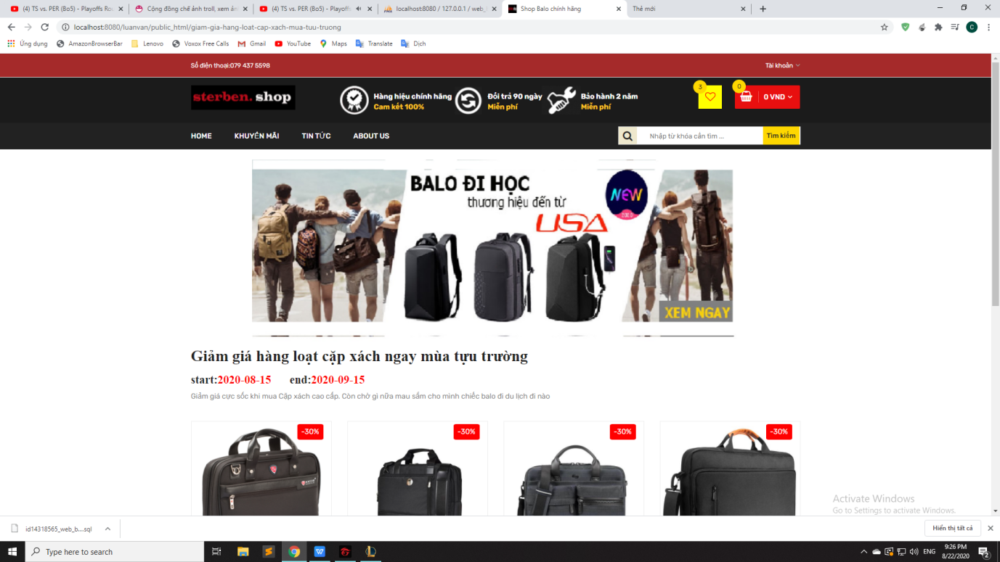 (4) TS vs. PER (Bo5) - Playoffs Rou
Cộng đồng chế ảnh troll, xem ản
(4) TS vs. PER (Bo5) - Playoffs
localhost:8080 / 127.0.0.1 / web_
Shop Balo chính hãng
Thẻ mới
localhost:8080/luanvan/public_html/giam-gia-hang-loat-cap-xach-mua-tuu-truong
C
Ứng dụng
AmazonBrowserBar
Lenovo
Voxox Free Calls
Gmail
YouTube
Maps
Translate
Dịch
Số điện thoại:079 437 5598
Tài khoản
sterben. shop
Hàng hiệu chính hãng
Cam kết 100%
Đổi trả 90 ngày
Miễn phí
Bảo hành 2 năm
Miễn phí
3
0
0 VND
HOME
KHUYẾN MÃI
TIN TỨC
ABOUT US
Nhập từ khóa cần tìm ...
Tìm kiếm
BALO ĐI HỌC
thương hiệu đến từ
USA
NEW
XEM NGAY
Giảm giá hàng loạt cặp xách ngay mùa tựu trường
start:2020-08-15 end:2020-09-15
Giảm giá cực sốc khi mua Cặp xách cao cấp. Còn chờ gì nữa mau sắm cho mình chiếc balo đi du lịch đi nào
-30%
-30%
-30%
-30%
Activate Windows
Go to Settings to activate Windows.
id14318565_web_b....sql
Hiển thị tất cả
Type here to search
ENG
9:26 PM
8/22/2020
2